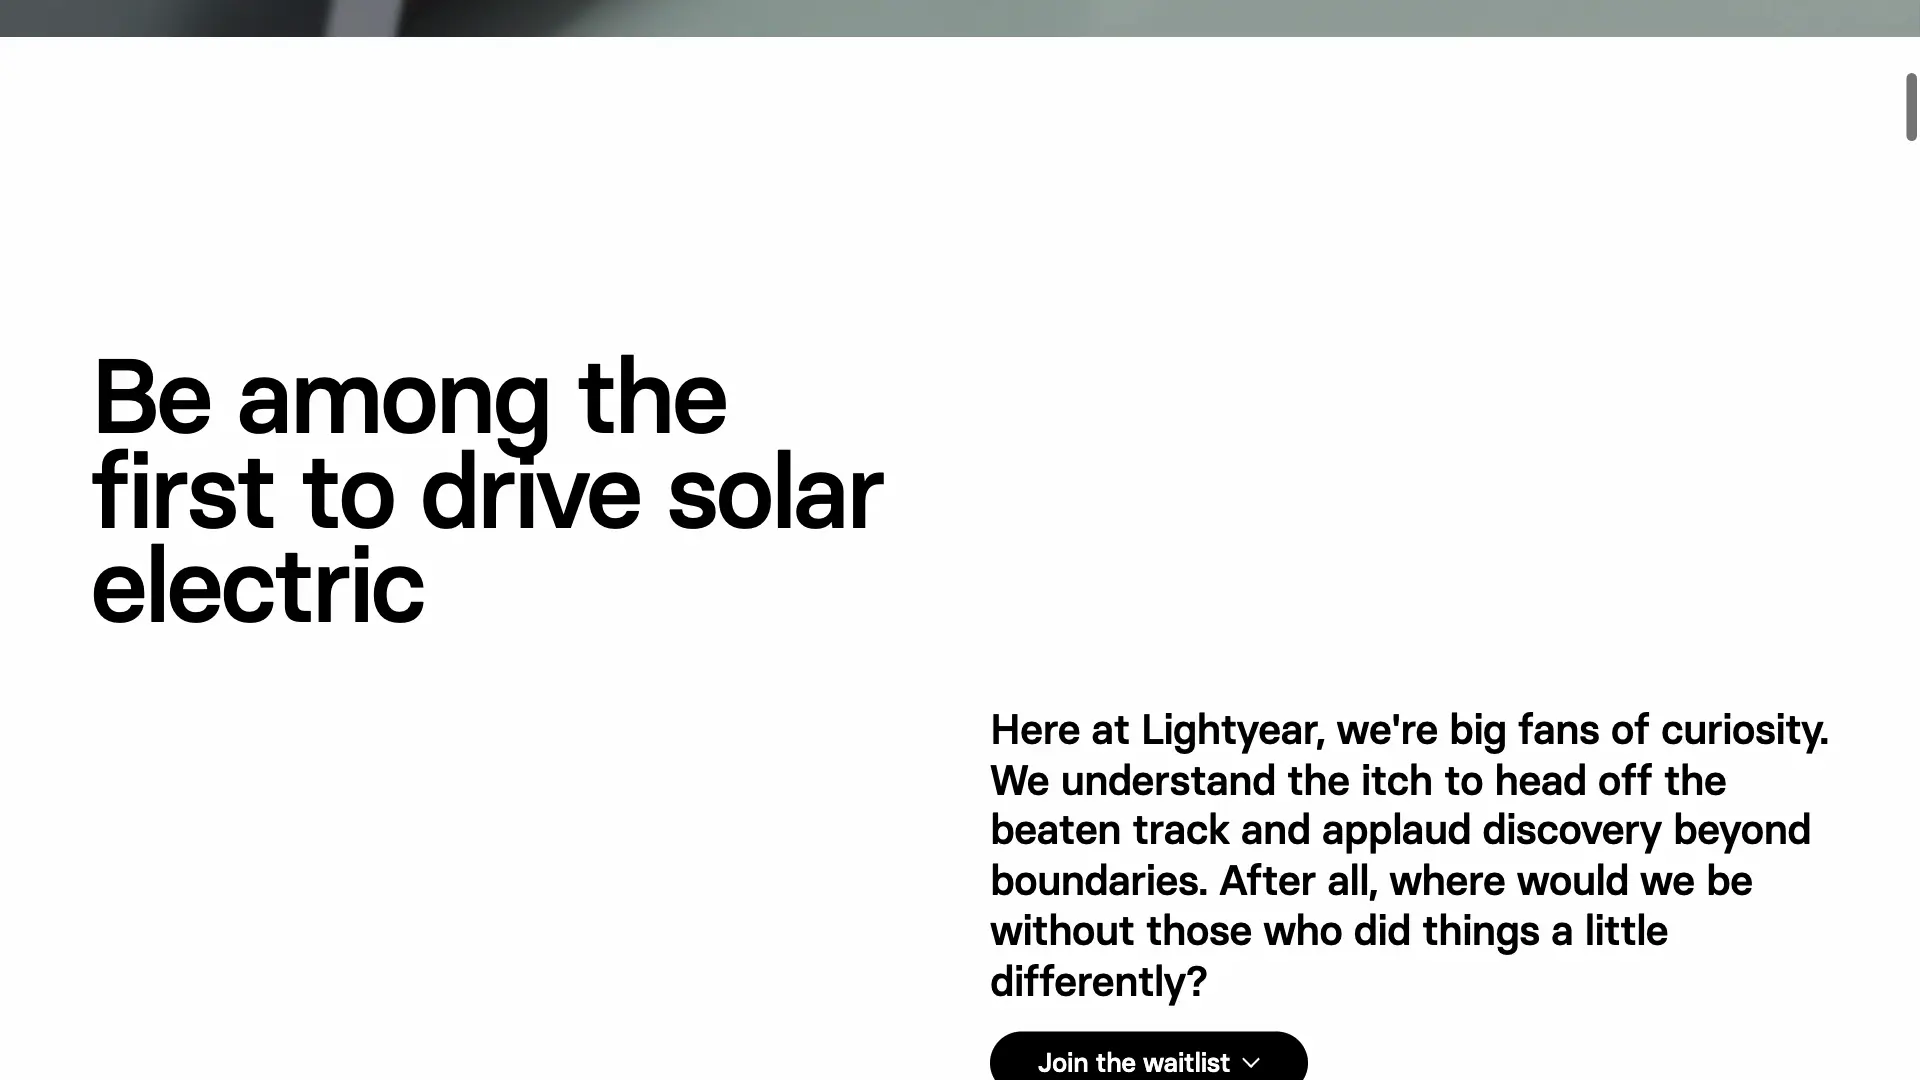 Be among the
first to drive solar
electric
Here at Lightyear, we're big fans of curiosity.
We understand the itch to head off the
beaten track and applaud discovery beyond
boundaries. After all, where would we be
without those who did things a little
differently?
Join the waitlist